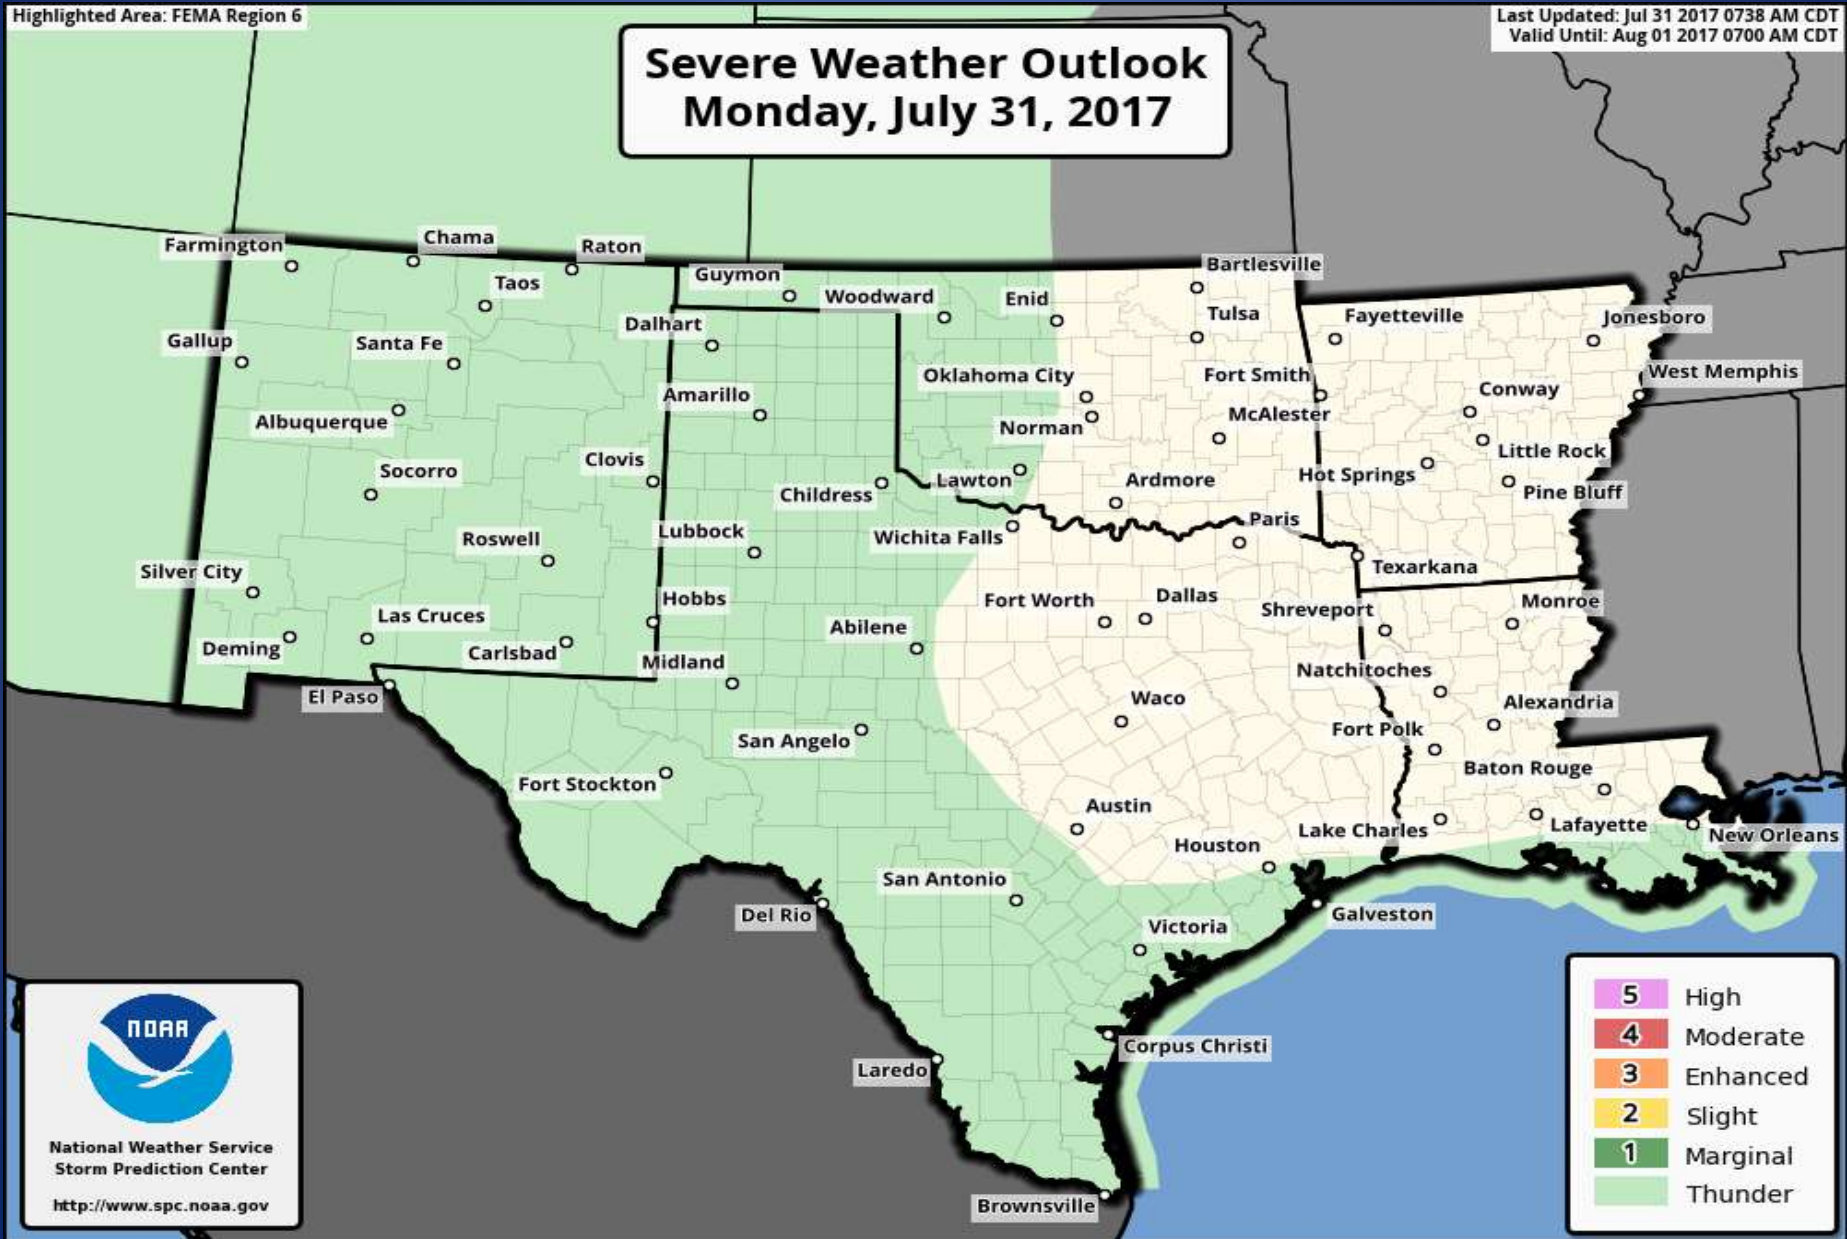 Highlighted Area: FEMA Region 6
Last Updated: Jul 31 2017 0738 AM CDT
Valid Until: Aug 01 2017 0700 AM CDT
Severe Weather Outlook
Monday, July 31, 2017
Farmington
Chama
Raton
Taos
Guymon
Woodward
Enid
Bartlesville
Tulsa
Fayetteville
Jonesboro
Gallup
Santa Fe
Dalhart
Oklahoma City
Fort Smith
Conway
West Memphis
Albuquerque
Amarillo
Norman
McAlester
Little Rock
Socorro
Clovis
Childress
Lawton
Ardmore
Hot Springs
Pine Bluff
Roswell
Lubbock
Wichita Falls
Paris
Texarkana
Silver City
Las Cruces
Hobbs
Fort Worth
Dallas
Shreveport
Monroe
Deming
Carlsbad
Midland
Abilene
Natchitoches
El Paso
San Angelo
Waco
Fort Polk
Alexandria
Fort Stockton
Austin
Baton Rouge
Houston
Lake Charles
Lafayette
New Orleans
San Antonio
Del Rio
Victoria
Galveston
Corpus Christi
Laredo
Brownsville
NOAA
National Weather Service
Storm Prediction Center
http://www.spc.noaa.gov
5 High
4 Moderate
3 Enhanced
2 Slight
1 Marginal
Thunder